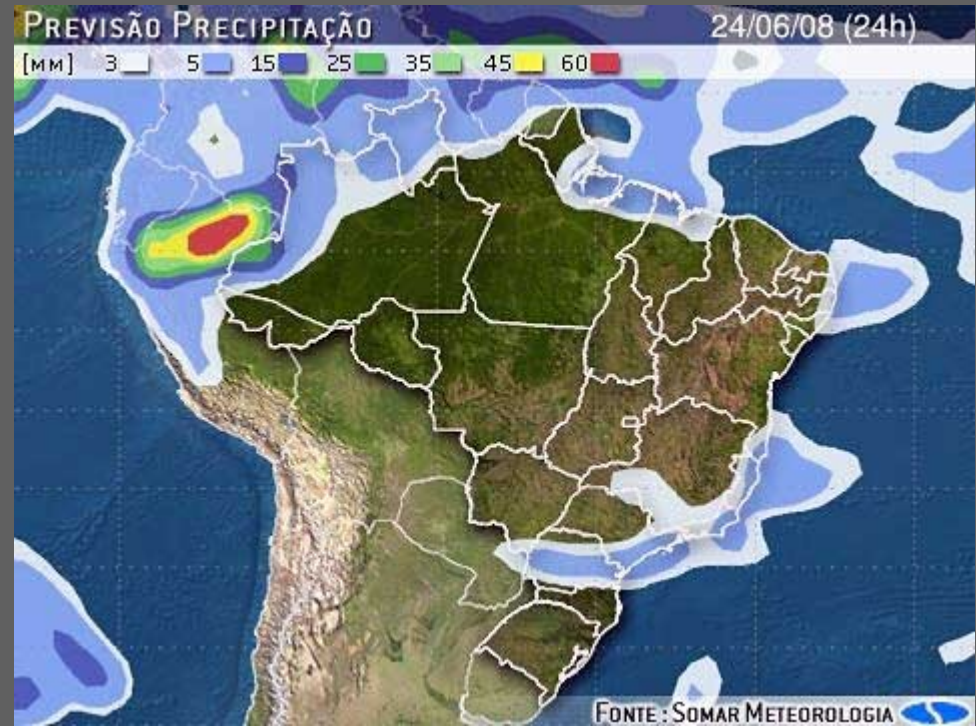 PREVISÃO PRECIPITAÇÃO 24/06/08 (24h)
[MM] 3 5 15 25 35 45 60
FONTE : SOMAR METEOROLOGIA